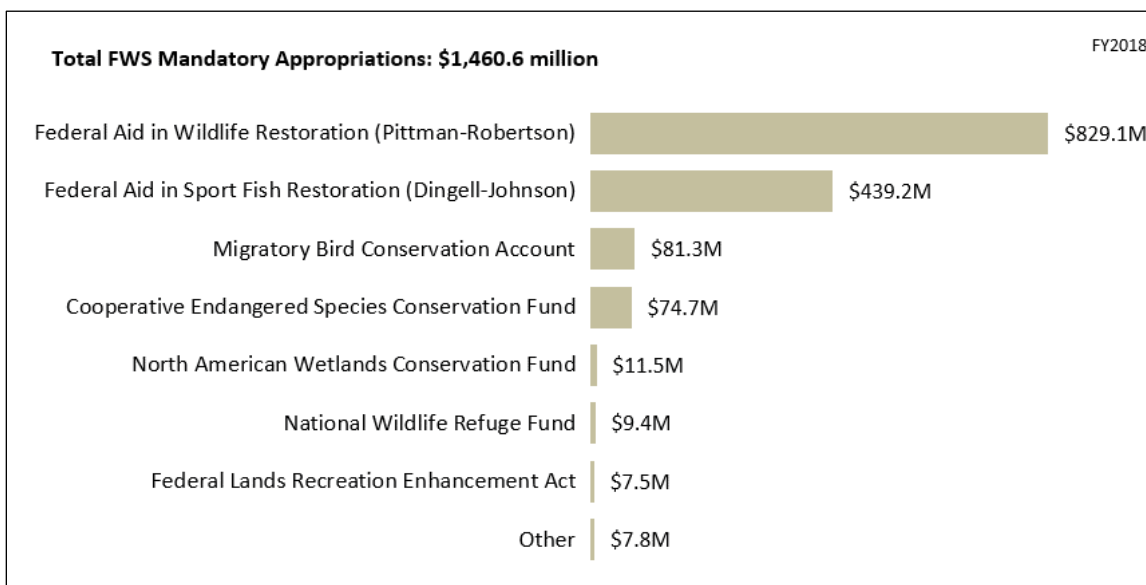 FY2018
Total FWS Mandatory Appropriations: $1,460.6 million
Federal Aid in Wildlife Restoration (Pittman-Robertson) $829.1M
Federal Aid in Sport Fish Restoration (Dingell-Johnson) $439.2M
Migratory Bird Conservation Account $81.3M
Cooperative Endangered Species Conservation Fund $74.7M
North American Wetlands Conservation Fund $11.5M
National Wildlife Refuge Fund $9.4M
Federal Lands Recreation Enhancement Act $7.5M
Other $7.8M